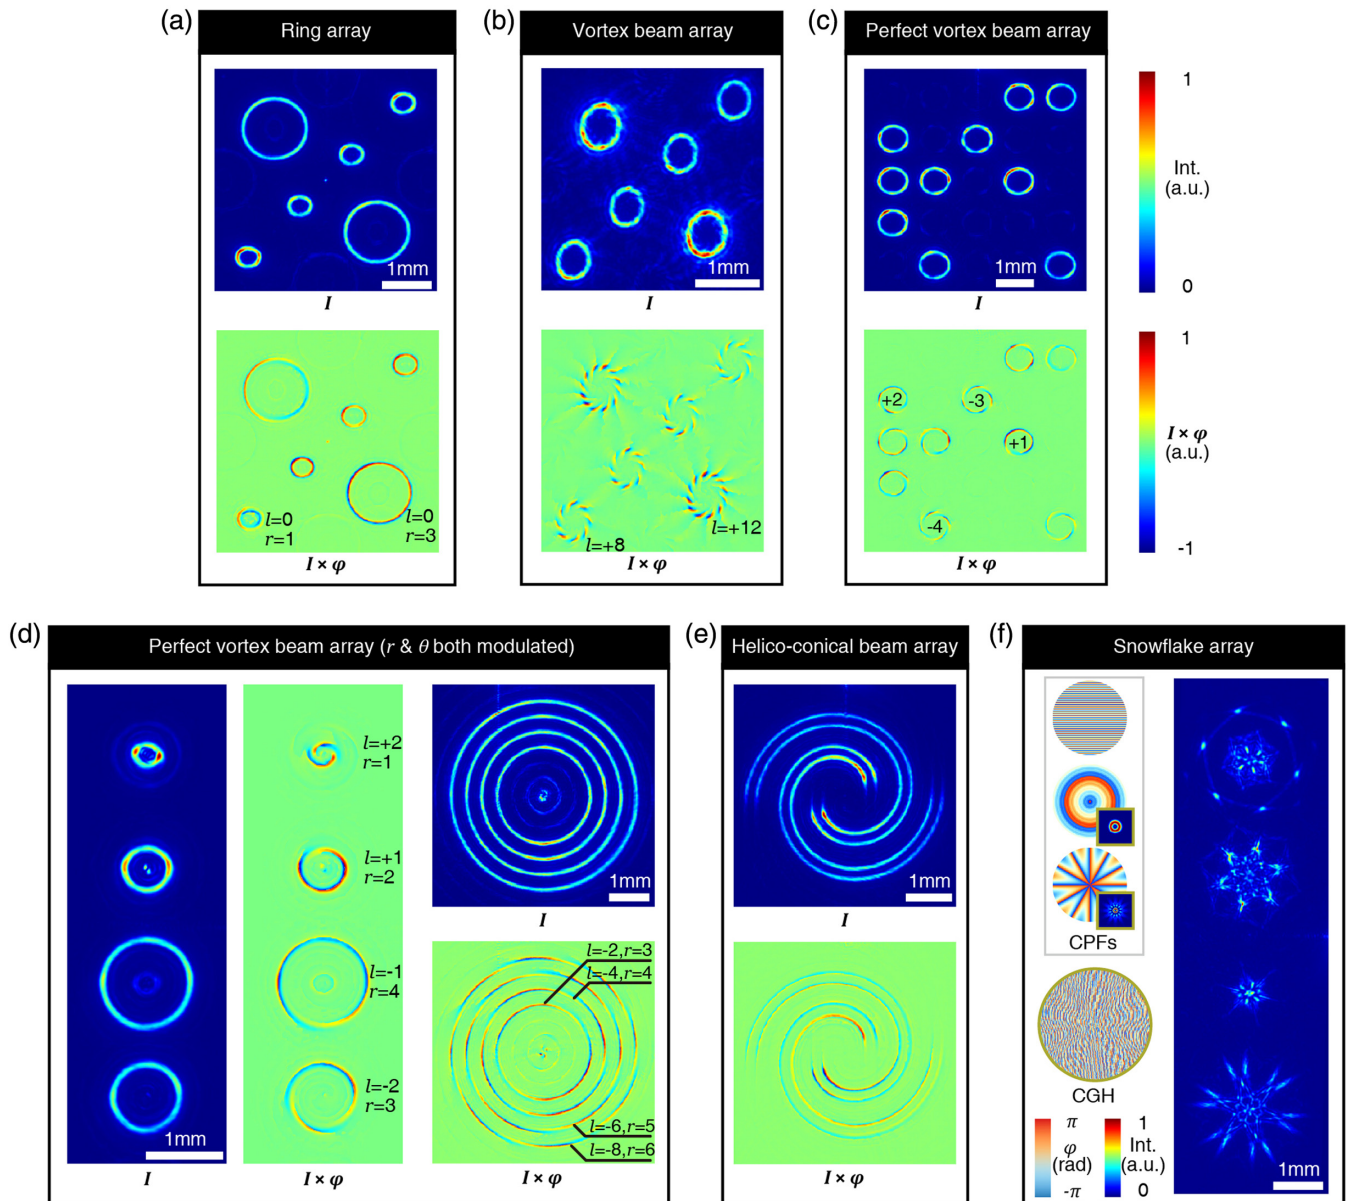 (a)
Ring array
1mm
I
l=0
r=1
l=0
r=3
I × φ
(b)
Vortex beam array
1mm
I
l=+8
l=+12
I × φ
(c)
Perfect vortex beam array
1mm
I
+2
-3
+1
-4
I × φ
1
Int.
(a.u.)
0
1
I × φ
(a.u.)
-1
(d)
Perfect vortex beam array (r & θ both modulated)
1mm
I
l=+2
r=1
l=+1
r=2
l=-1
r=4
l=-2
r=3
I × φ
1mm
I
l=-2,r=3
l=-4,r=4
l=-6,r=5
l=-8,r=6
I × φ
(e)
Helico-conical beam array
1mm
I
I × φ
(f)
Snowflake array
CPFs
CGH
π
φ
(rad)
-π
1
Int.
(a.u.)
0
1mm